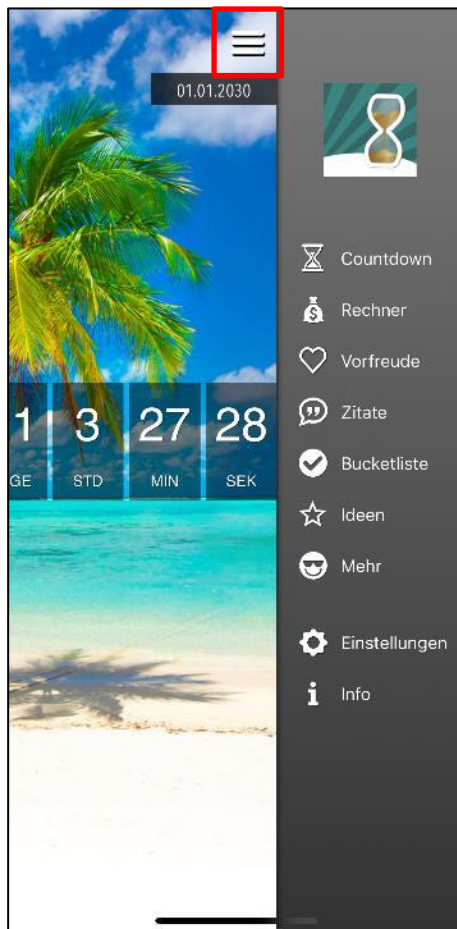 01.01.2030
1 3 27 28
GE STD MIN SEK
Countdown
Rechner
Vorfreude
Zitate
Bucketliste
Ideen
Mehr
Einstellungen
Info